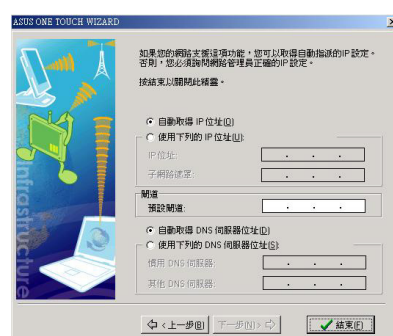 ASUS ONE TOUCH WIZARD
如果您的網路支援這項功能，您可以取得自動指派的IP 設定。
否則，您必須詢問網路管理員正確的IP 設定。
按結束以關閉此精靈。
自動取得 IP 位址(O)
使用下列的 IP 位址(U):
IP 位址:
子網路遮罩:
閘道
預設閘道:
自動取得 DNS 伺服器位址(D)
使用下列的 DNS 伺服器位址(S):
慣用 DNS 伺服器:
其他 DNS 伺服器:
< 上一步(B)
下一步(N) >
結束(F)
infrastructure